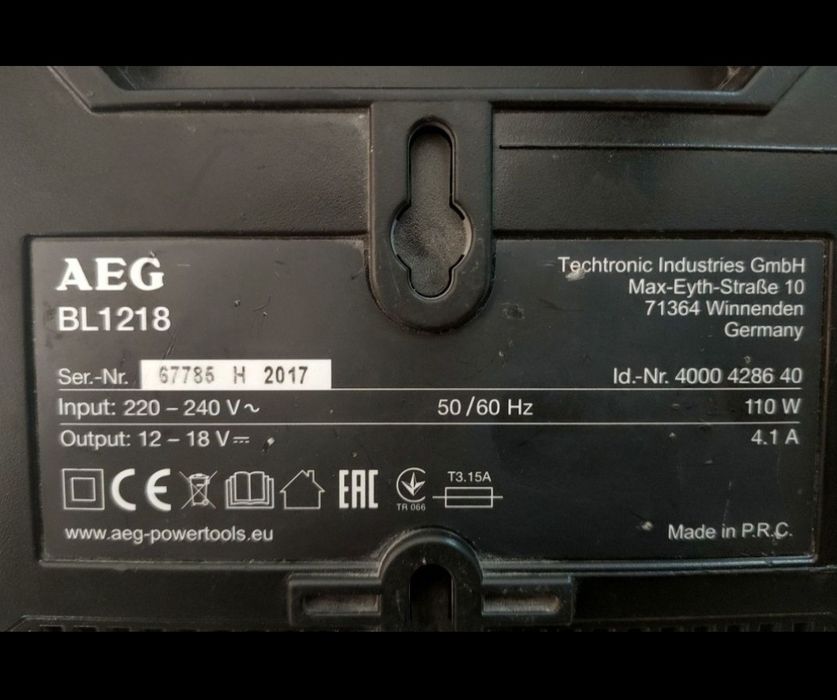 AEG
BL1218
Techtronic Industries GmbH
Max-Eyth-Straße 10
71364 Winnenden
Germany
Ser.-Nr. 67785 H 2017 Id.-Nr. 4000 4286 40
Input: 220 – 240 V~ 50/60 Hz 110 W
Output: 12 – 18 V⎓ 4.1 A
CE EAC TR 066 T3.15A
www.aeg-powertools.eu Made in P.R.C.